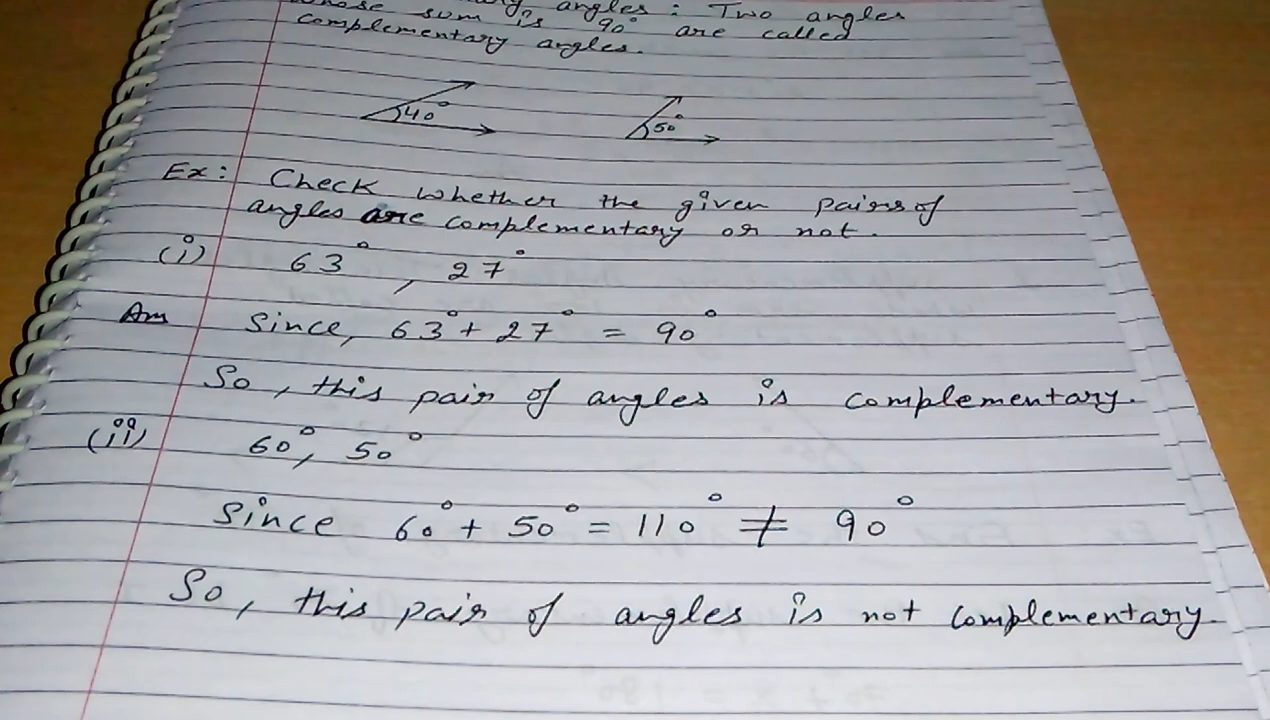 angles: Two angles
whose sum is 90° are called
complementary angles.
40° 50°
Ex: Check whether the given pairs of
angles are complementary or not.
(i) 63°, 27°
Ans Since, 63° + 27° = 90°
So, this pair of angles is complementary.
(ii) 60°, 50°
Since 60° + 50° = 110° ≠ 90°
So, this pair of angles is not complementary.